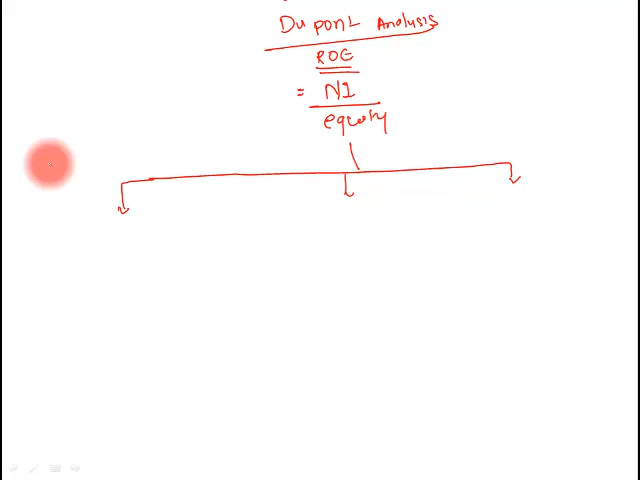 Dupont Analysis
ROE
= NI
equity